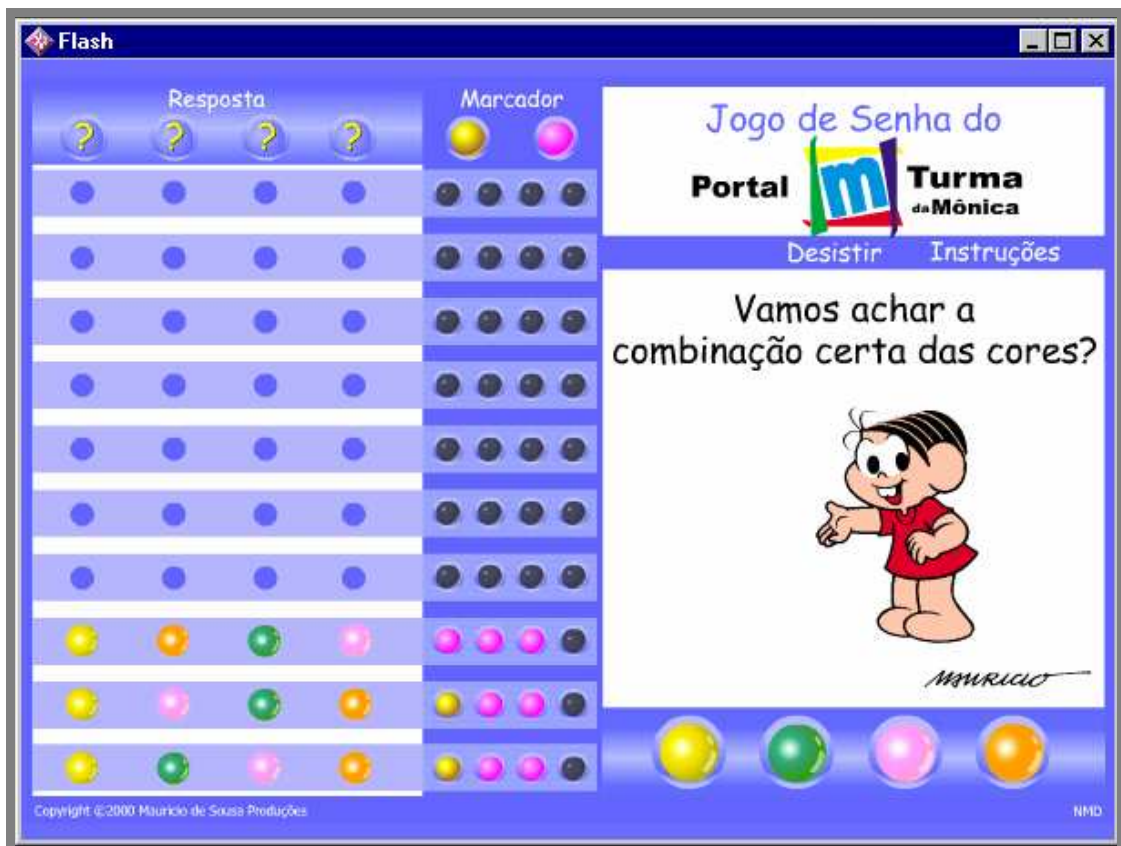 Flash
Resposta
? ? ? ?
Marcador
Jogo de Senha do
Portal m Turma
da Mônica
Desistir Instruções
Vamos achar a
combinação certa das cores?
MAURICIO
Copyright ©2000 Mauricio de Sousa Produções
NMD